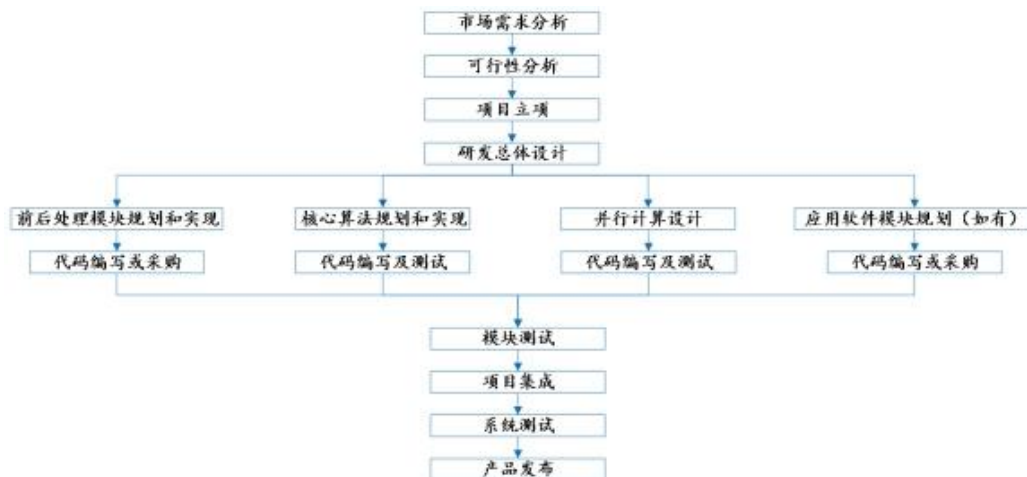 市场需求分析
可行性分析
项目立项
研发总体设计
前后处理模块规划和实现
核心算法规划和实现
并行计算设计
应用软件模块规划（如有）
代码编写或采购
代码编写及测试
代码编写及测试
代码编写或采购
模块测试
项目集成
系统测试
产品发布